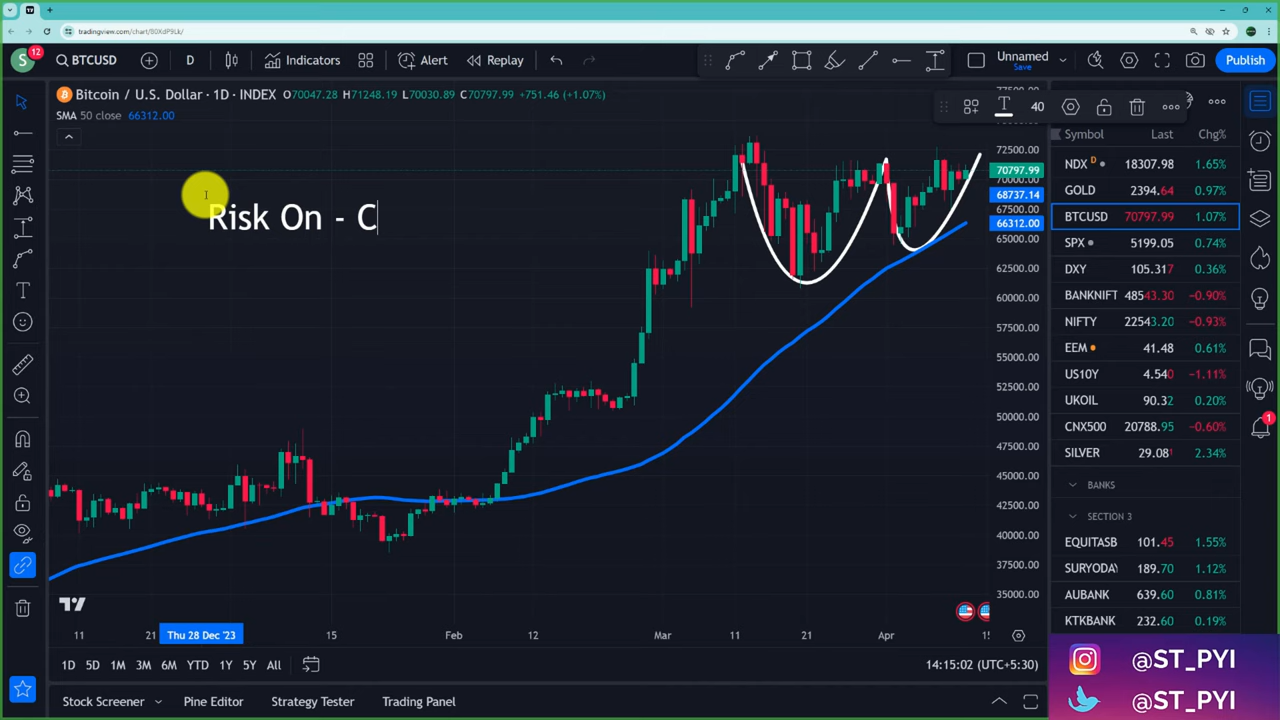 tradingview.com/chart/80XdP9Lk/
S 12 BTCUSD D Indicators Alert Replay Unnamed Save Publish
Bitcoin / U.S. Dollar · 1D · INDEX O70047.28 H71248.19 L70030.89 C70797.99 +751.46 (+1.07%)
SMA 50 close 66312.00
T 40
Risk On - C
72500.00
70797.99
70000.00
68737.14
67500.00
66312.00
65000.00
62500.00
60000.00
57500.00
55000.00
52500.00
50000.00
47500.00
45000.00
42500.00
40000.00
37500.00
35000.00
11 21 Thu 28 Dec '23 15 Feb 12 Mar 11 21 Apr 15
1D 5D 1M 3M 6M YTD 1Y 5Y All 14:15:02 (UTC+5:30)
Stock Screener Pine Editor Strategy Tester Trading Panel
Symbol Last Chg%
NDX D 18307.98 1.65%
GOLD 2394.64 0.97%
BTCUSD 70797.99 1.07%
SPX 5199.05 0.74%
DXY 105.317 0.36%
BANKNIFT 48543.30 −0.90%
NIFTY 22543.20 −0.93%
EEM 41.48 0.61%
US10Y 4.540 −1.11%
UKOIL 90.32 0.20%
CNX500 20788.95 −0.60%
SILVER 29.081 2.34%
BANKS
SECTION 3
EQUITASB 101.45 1.55%
SURYODAY 189.70 1.12%
AUBANK 639.60 0.81%
KTKBANK 232.60 0.19%
1
@ST_PYI
@ST_PYI